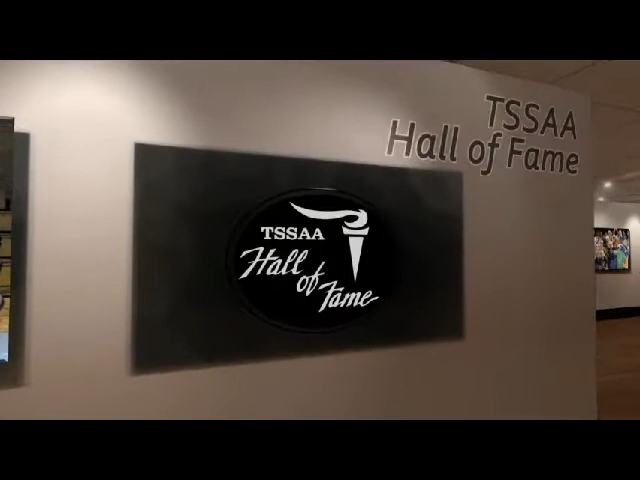 TSSAA
Hall of Fame
TSSAA
Hall
of
Fame